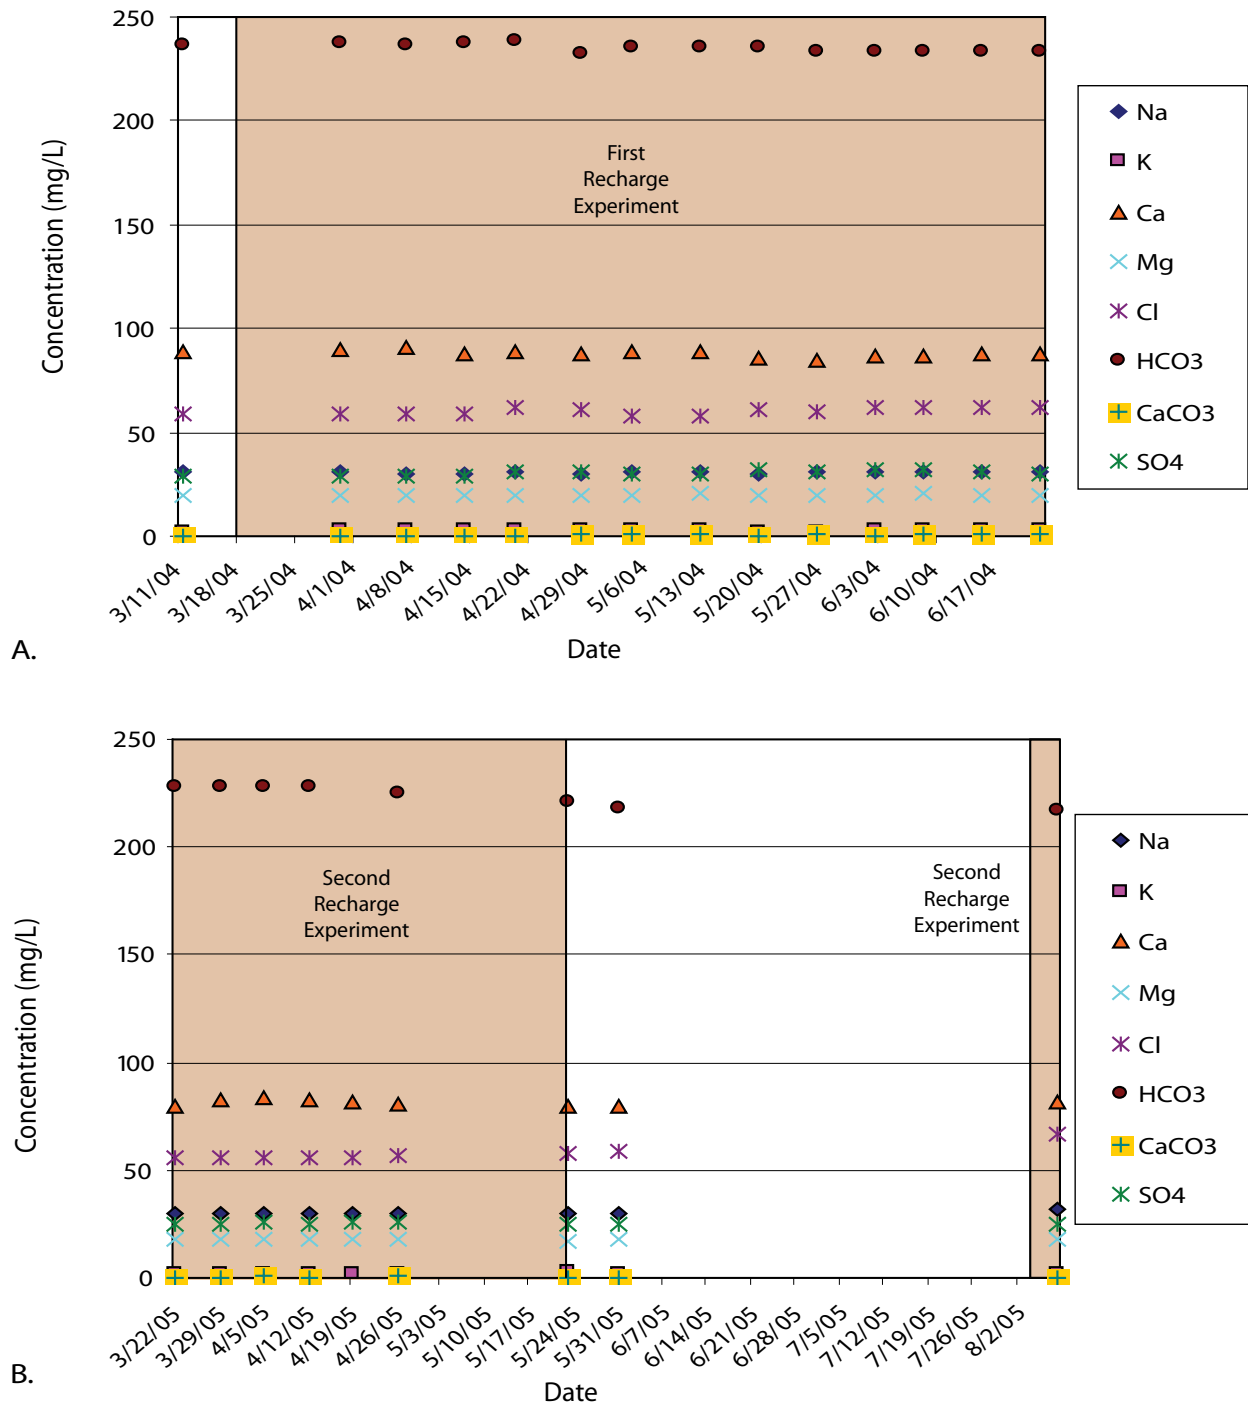 250
200
150
100
50
0
Concentration (mg/L)
First
Recharge
Experiment
Na
K
Ca
Mg
Cl
HCO3
CaCO3
SO4
3/11/04
3/18/04
3/25/04
4/1/04
4/8/04
4/15/04
4/22/04
4/29/04
5/6/04
5/13/04
5/20/04
5/27/04
6/3/04
6/10/04
6/17/04
Date
A.
250
200
150
100
50
0
Concentration (mg/L)
Second
Recharge
Experiment
Second
Recharge
Experiment
Na
K
Ca
Mg
Cl
HCO3
CaCO3
SO4
3/22/05
3/29/05
4/5/05
4/12/05
4/19/05
4/26/05
5/3/05
5/10/05
5/17/05
5/24/05
5/31/05
6/7/05
6/14/05
6/21/05
6/28/05
7/5/05
7/12/05
7/19/05
7/26/05
8/2/05
Date
B.